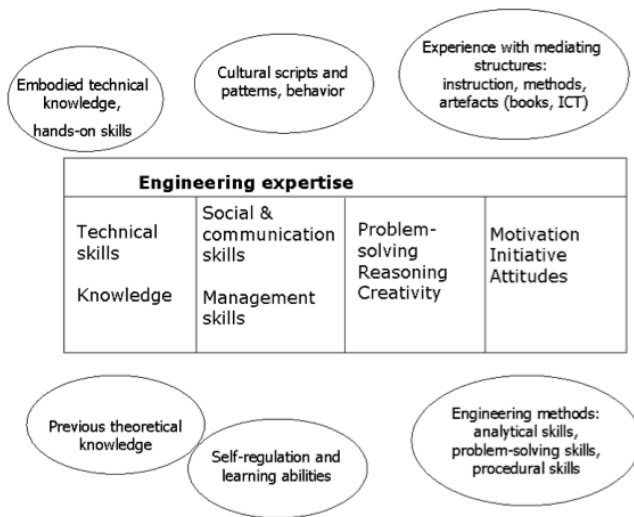 Embodied technical
knowledge,
hands-on skills
Cultural scripts and
patterns, behavior
Experience with mediating
structures:
instruction, methods,
artefacts (books, ICT)
Engineering expertise
Technical
skills
Knowledge
Social &
communication
skills
Management
skills
Problem-
solving
Reasoning
Creativity
Motivation
Initiative
Attitudes
Previous theoretical
knowledge
Self-regulation and
learning abilities
Engineering methods:
analytical skills,
problem-solving skills,
procedural skills